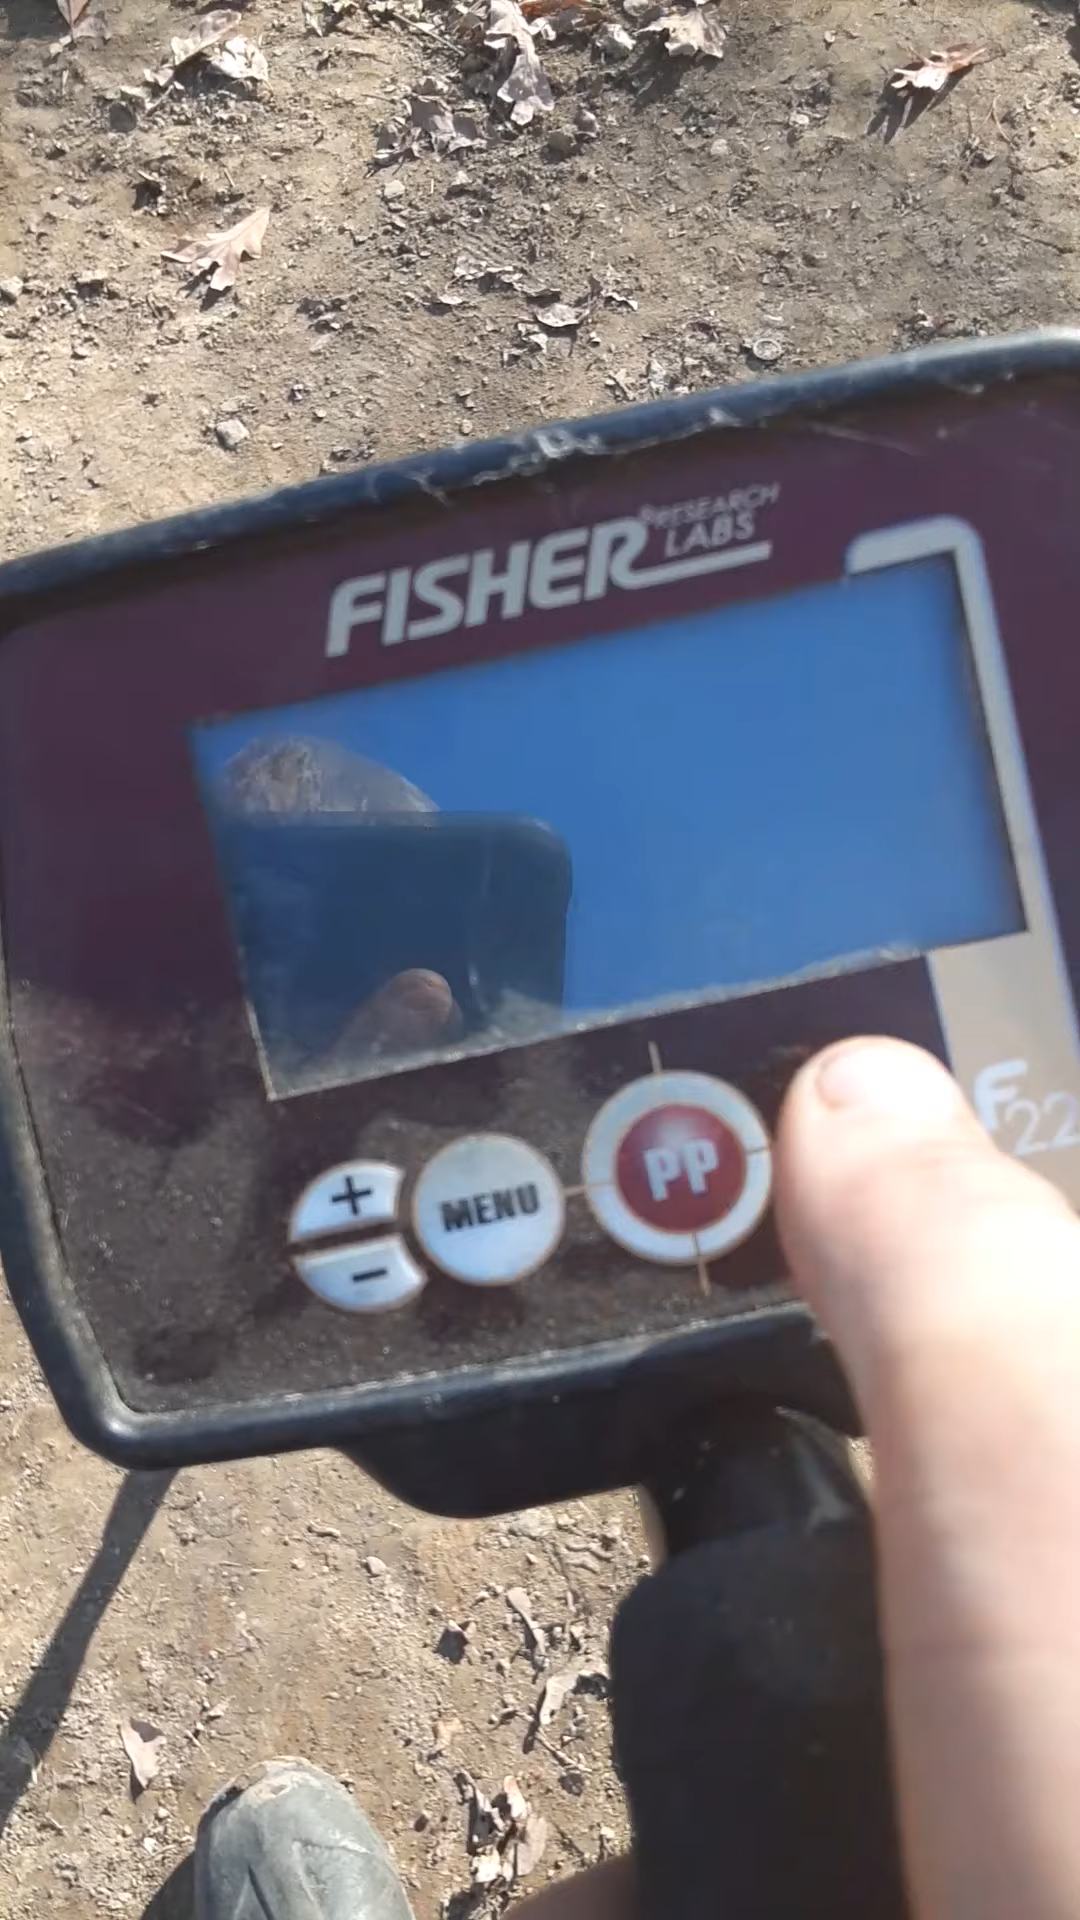 FISHER
RESEARCH
LABS
+
MENU
PP
-
F22